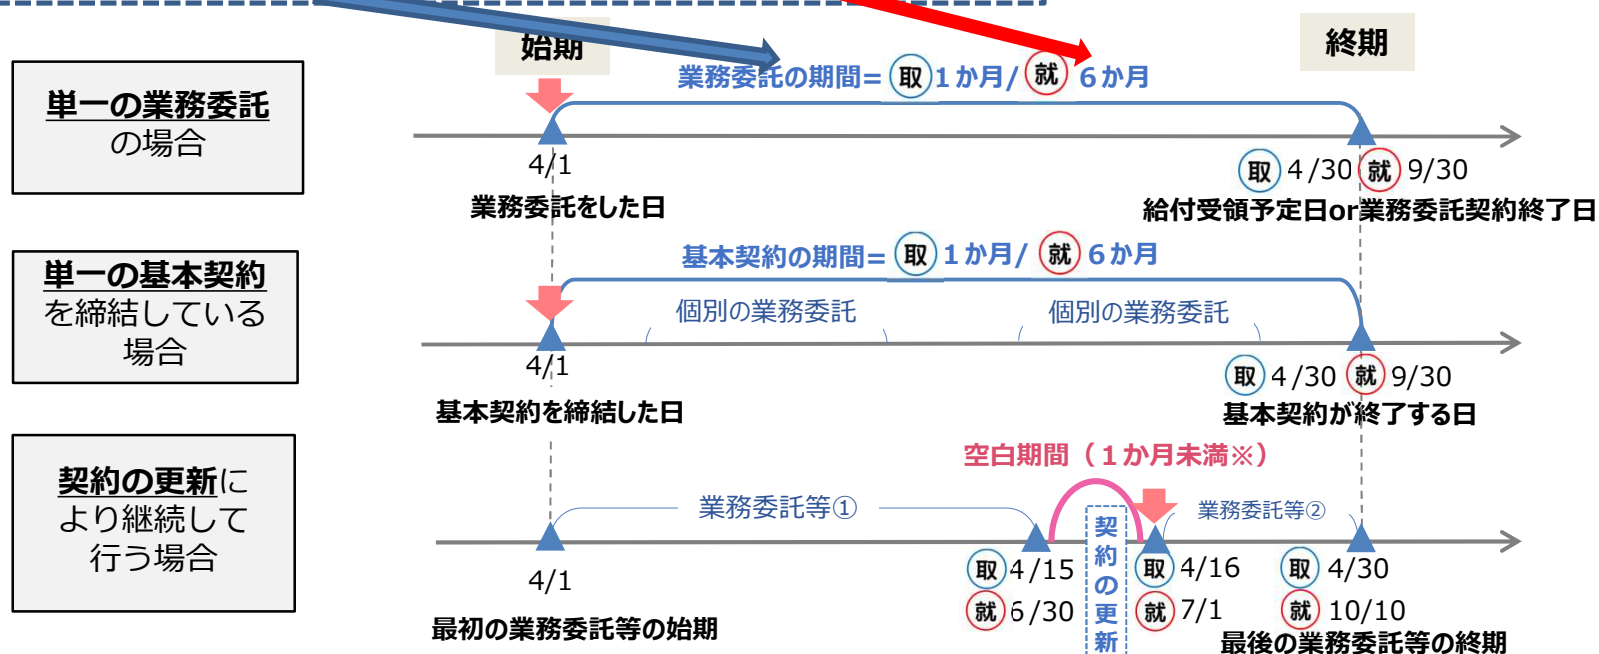 始期
終期
単一の業務委託
の場合
業務委託の期間= 取 1か月/ 就 6か月
4/1
業務委託をした日
取 4/30 就 9/30
給付受領予定日or業務委託契約終了日
単一の基本契約
を締結している
場合
基本契約の期間= 取 1か月/ 就 6か月
個別の業務委託
個別の業務委託
4/1
基本契約を締結した日
取 4/30 就 9/30
基本契約が終了する日
契約の更新に
より継続して
行う場合
空白期間（1か月未満※）
業務委託等①
契約の更新
業務委託等②
4/1
最初の業務委託等の始期
取 4/15
就 6/30
取 4/16
就 7/1
取 4/30
就 10/10
最後の業務委託等の終期